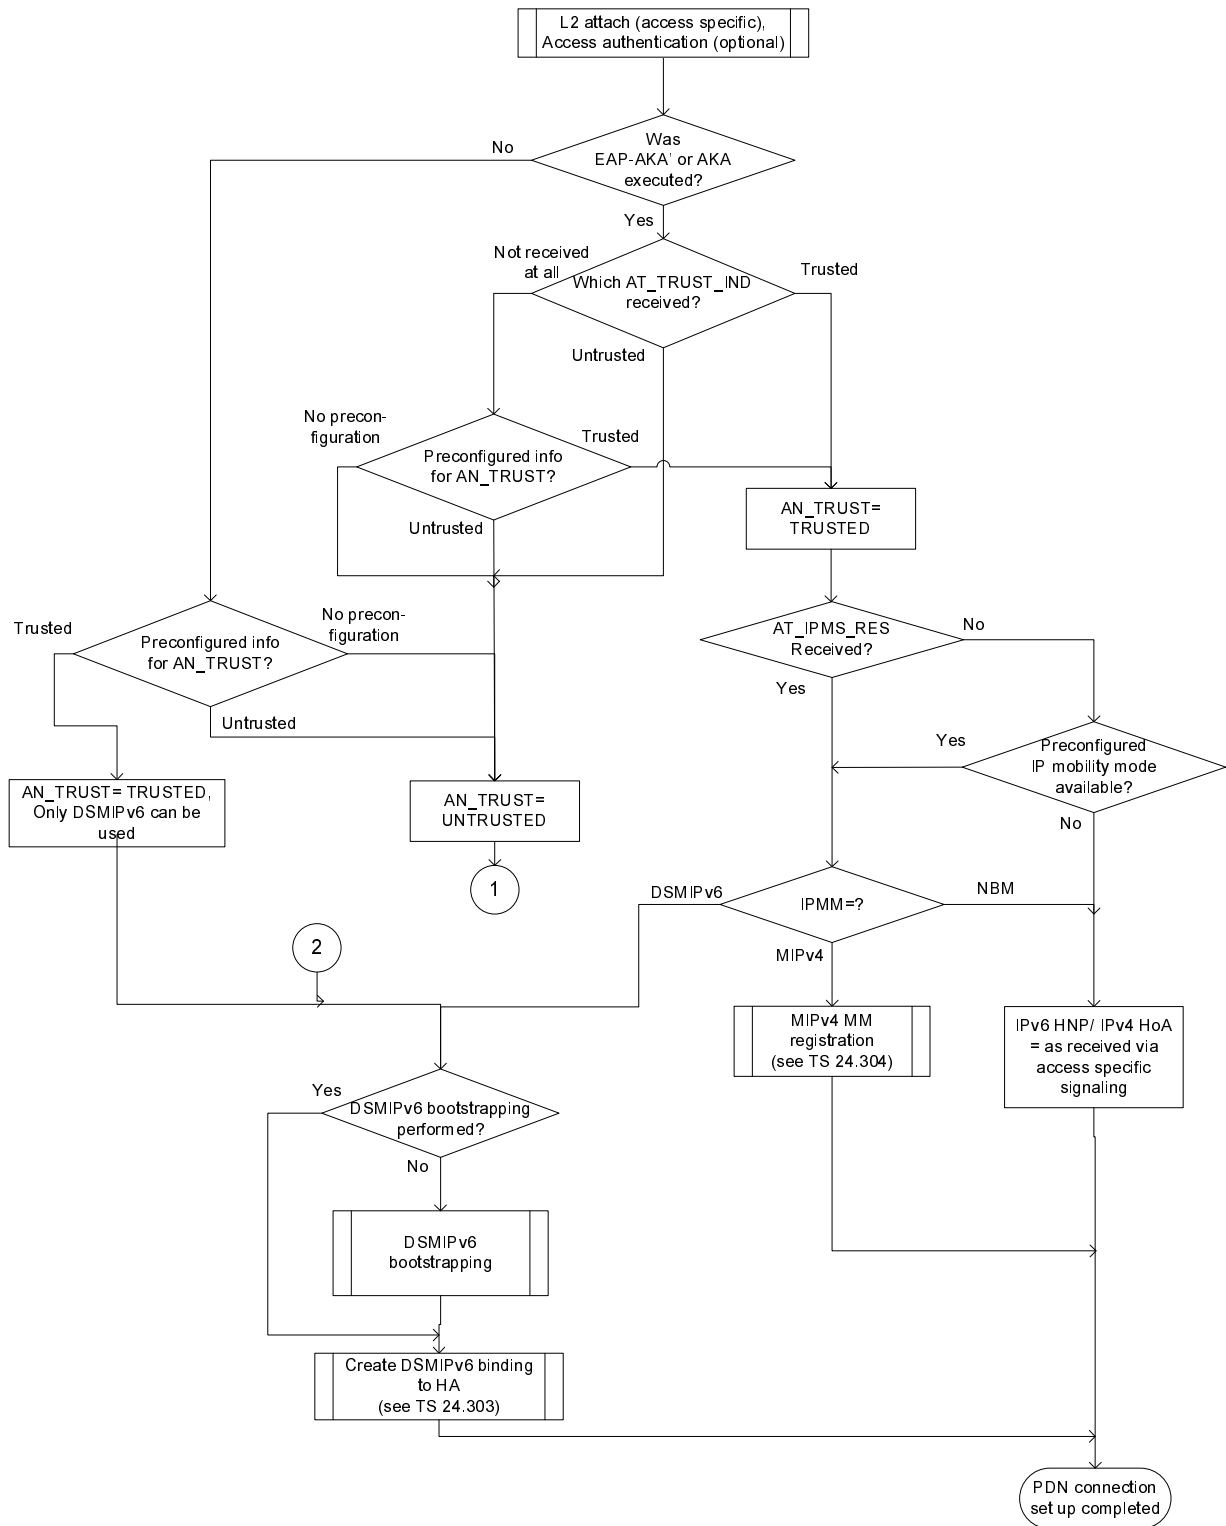 L2 attach (access specific),
Access authentication (optional)
Was
EAP-AKA' or AKA
executed?
No
Yes
Not received
at all
Which AT_TRUST_IND
received?
Trusted
Untrusted
No precon-
figuration
Preconfigured info
for AN_TRUST?
Trusted
Untrusted
AN_TRUST=
TRUSTED
Trusted
Preconfigured info
for AN_TRUST?
No precon-
figuration
Untrusted
AT_IPMS_RES
Received?
No
Yes
Yes
Preconfigured
IP mobility mode
available?
No
AN_TRUST= TRUSTED,
Only DSMIPv6 can be
used
AN_TRUST=
UNTRUSTED
1
DSMIPv6
IPMM=?
NBM
MIPv4
2
MIPv4 MM
registration
(see TS 24.304)
IPv6 HNP/ IPv4 HoA
= as received via
access specific
signaling
Yes
DSMIPv6 bootstrapping
performed?
No
DSMIPv6
bootstrapping
Create DSMIPv6 binding
to HA
(see TS 24.303)
PDN connection
set up completed